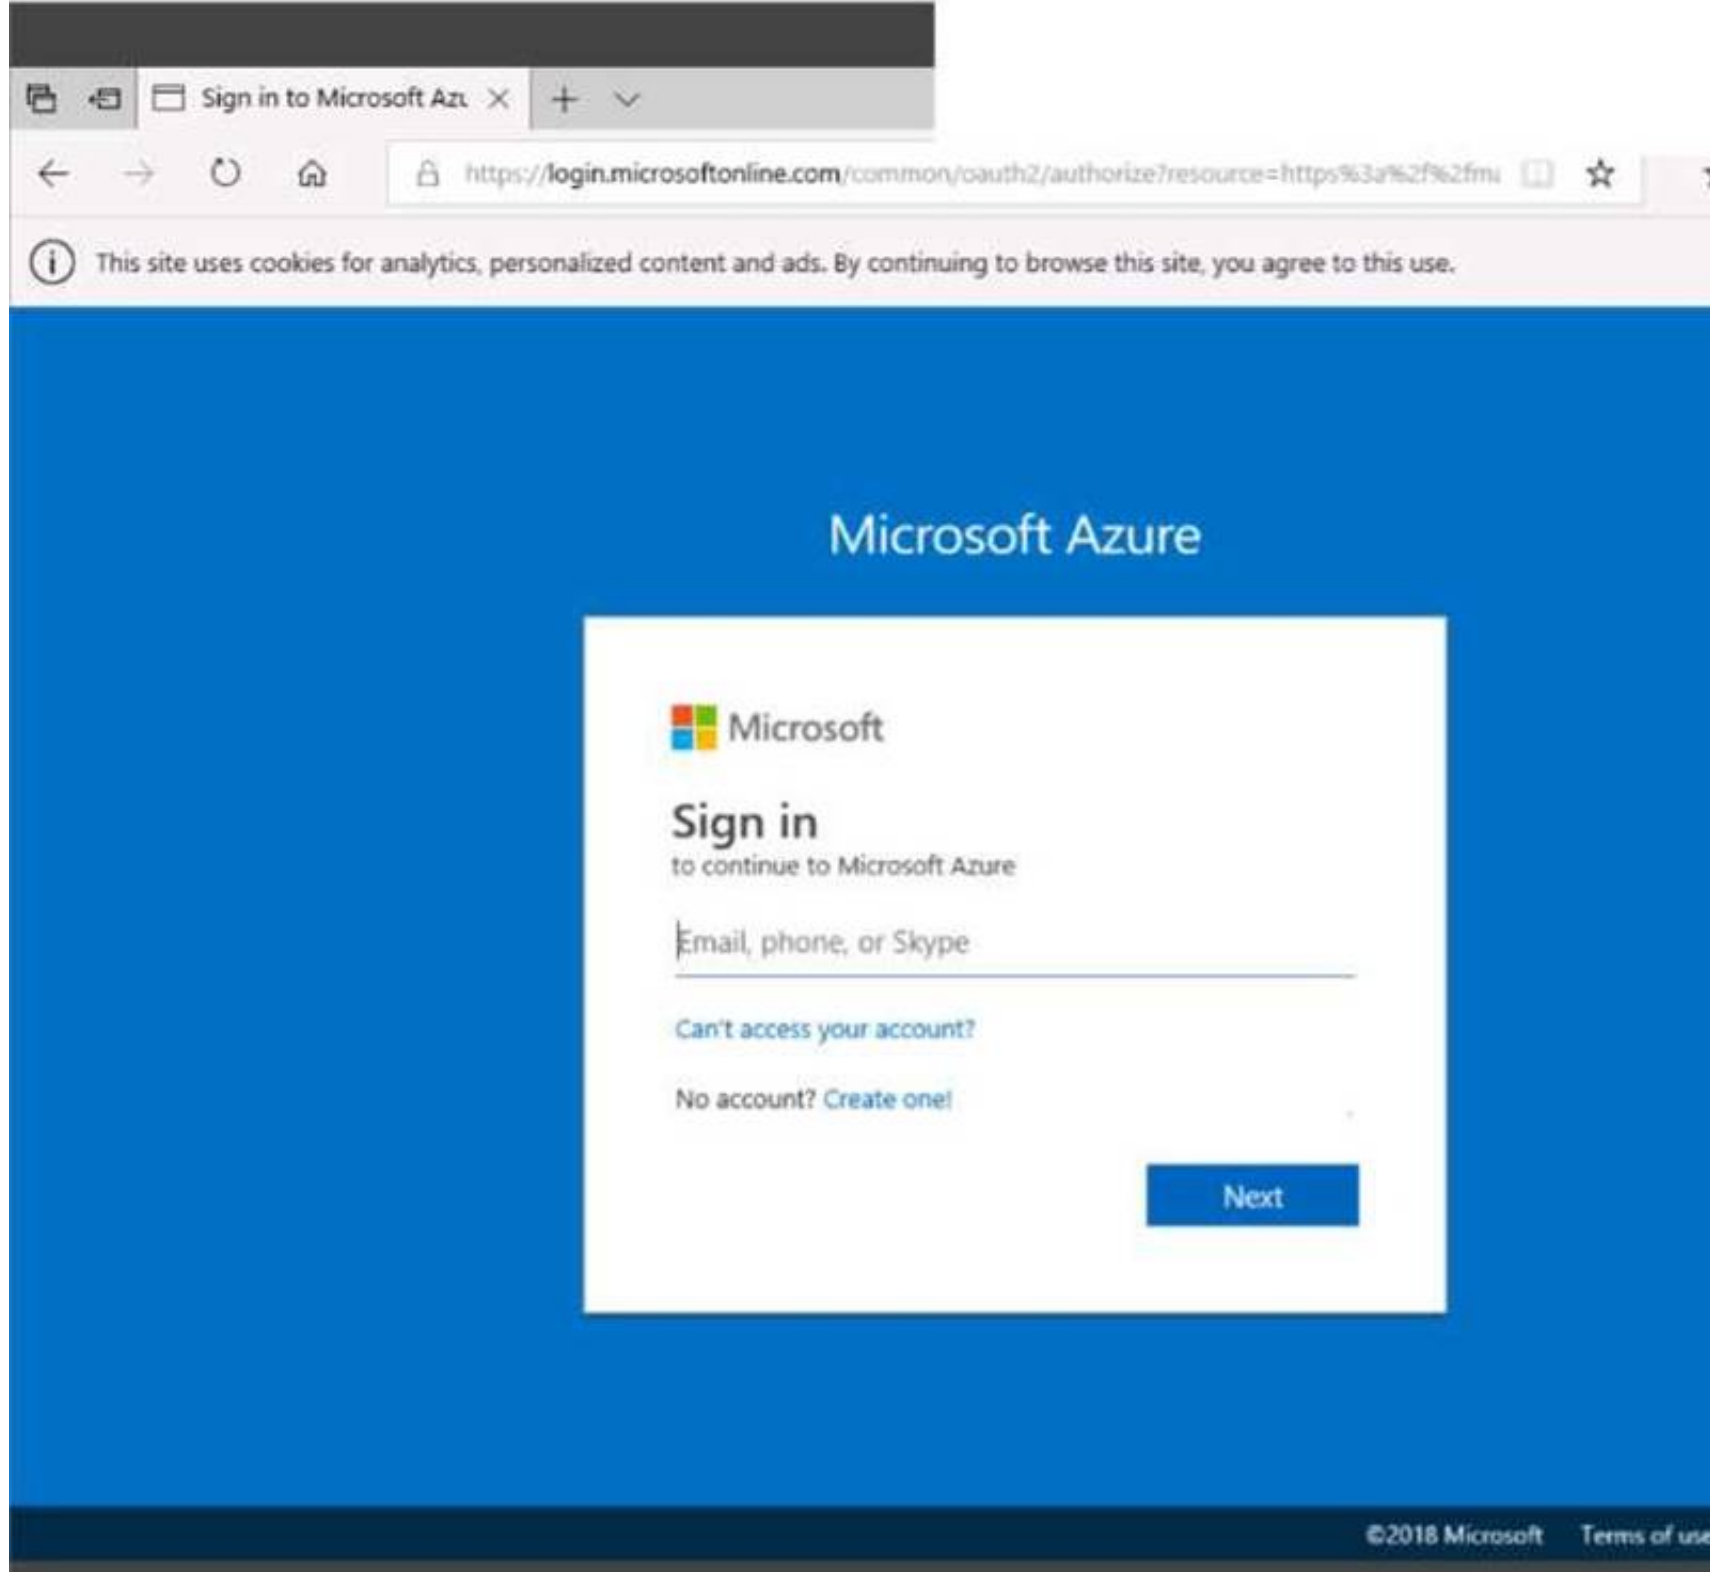 Sign in to Microsoft Azu
https://login.microsoftonline.com/common/oauth2/authorize?resource=https%3a%2f%2fma
This site uses cookies for analytics, personalized content and ads. By continuing to browse this site, you agree to this use.
Microsoft Azure
Microsoft
Sign in
to continue to Microsoft Azure
Email, phone, or Skype
Can't access your account?
No account? Create one!
Next
©2018 Microsoft Terms of use